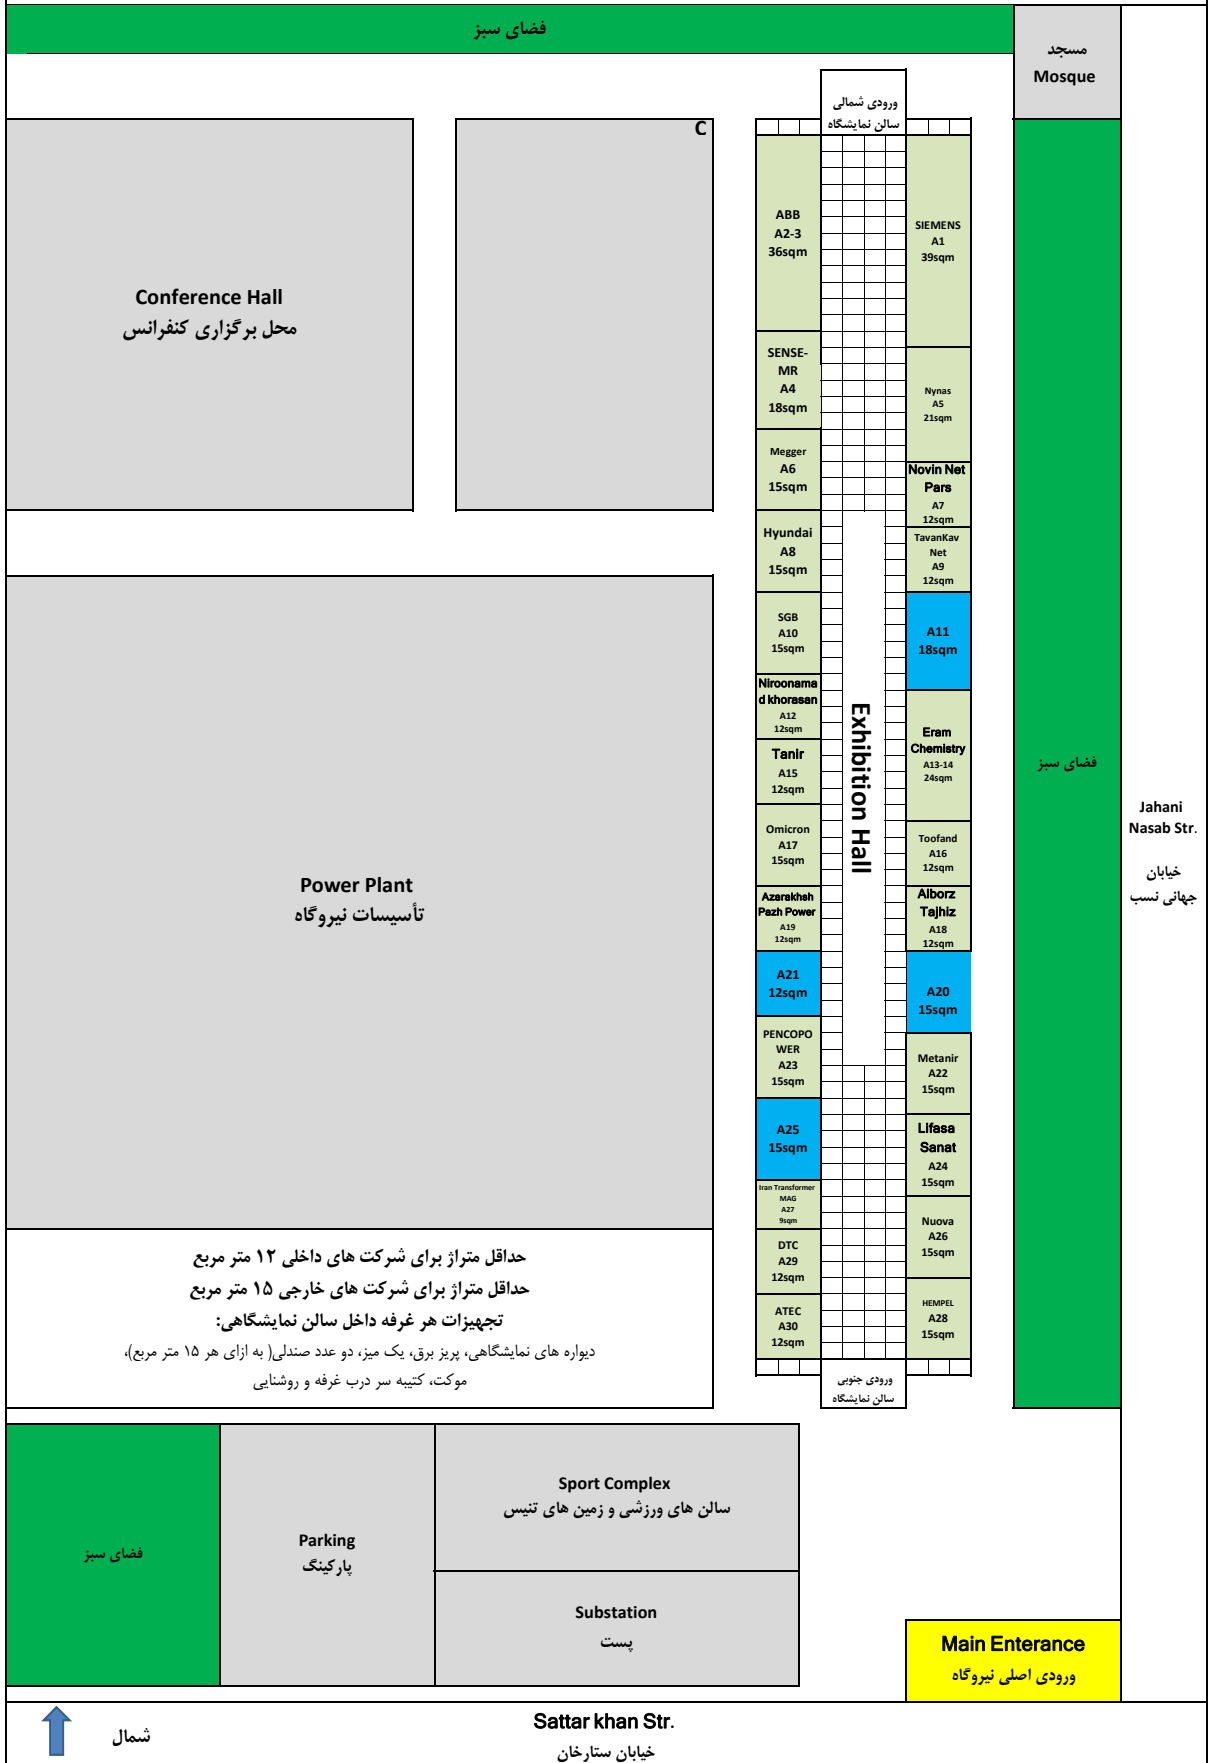 فضای سبز
مسجد
Mosque
ورودی شمالی
سالن نمایشگاه
C
Conference Hall
محل برگزاری کنفرانس
ABB
A2-3
36sqm
SENSE-
MR
A4
18sqm
Megger
A6
15sqm
Hyundai
A8
15sqm
SGB
A10
15sqm
Niroonama
d khorasan
A12
12sqm
Tanir
A15
12sqm
Omicron
A17
15sqm
Azarakhsh
Pazh Power
A19
12sqm
A21
12sqm
PENCOPO
WER
A23
15sqm
A25
15sqm
Iran Transformer
MAG
A27
9sqm
DTC
A29
12sqm
ATEC
A30
12sqm
Exhibition Hall
SIEMENS
A1
39sqm
Nynas
A5
21sqm
Novin Net
Pars
A7
12sqm
TavanKav
Net
A9
12sqm
A11
18sqm
Eram
Chemistry
A13-14
24sqm
Toofand
A16
12sqm
Alborz
Tajhiz
A18
12sqm
A20
15sqm
Metanir
A22
15sqm
Lifasa
Sanat
A24
15sqm
Nuova
A26
15sqm
HEMPEL
A28
15sqm
ورودی جنوبی
سالن نمایشگاه
فضای سبز
Jahani
Nasab Str.
خیابان
جهانی نسب
Power Plant
تأسیسات نیروگاه
حداقل متراژ برای شرکت های داخلی ۱۲ متر مربع
حداقل متراژ برای شرکت های خارجی ۱۵ متر مربع
تجهیزات هر غرفه داخل سالن نمایشگاهی:
دیواره های نمایشگاهی، پریز برق، یک میز، دو عدد صندلی( به ازای هر ۱۵ متر مربع)،
موکت، کتیبه سر درب غرفه و روشنایی
فضای سبز
Parking
پارکینگ
Sport Complex
سالن های ورزشی و زمین های تنیس
Substation
پست
Main Enterance
ورودی اصلی نیروگاه
شمال
Sattar khan Str.
خیابان ستارخان